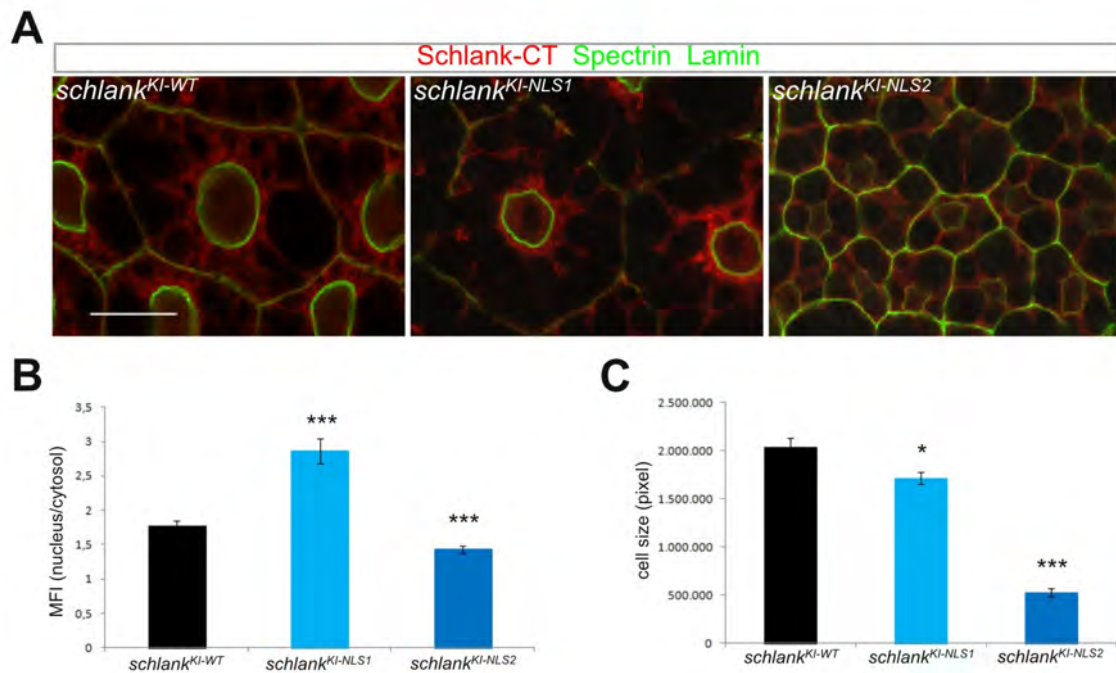 A
Schlank-CT Spectrin Lamin
schlankKI-WT
schlankKI-NLS1
schlankKI-NLS2
B
MFI (nucleus/cytosol)
3,5
3
2,5
2
1,5
1
0,5
0
***
***
schlankKI-WT
schlankKI-NLS1
schlankKI-NLS2
C
cell size (pixel)
2.500.000
2.000.000
1.500.000
1.000.000
500.000
0
*
***
schlankKI-WT
schlankKI-NLS1
schlankKI-NLS2